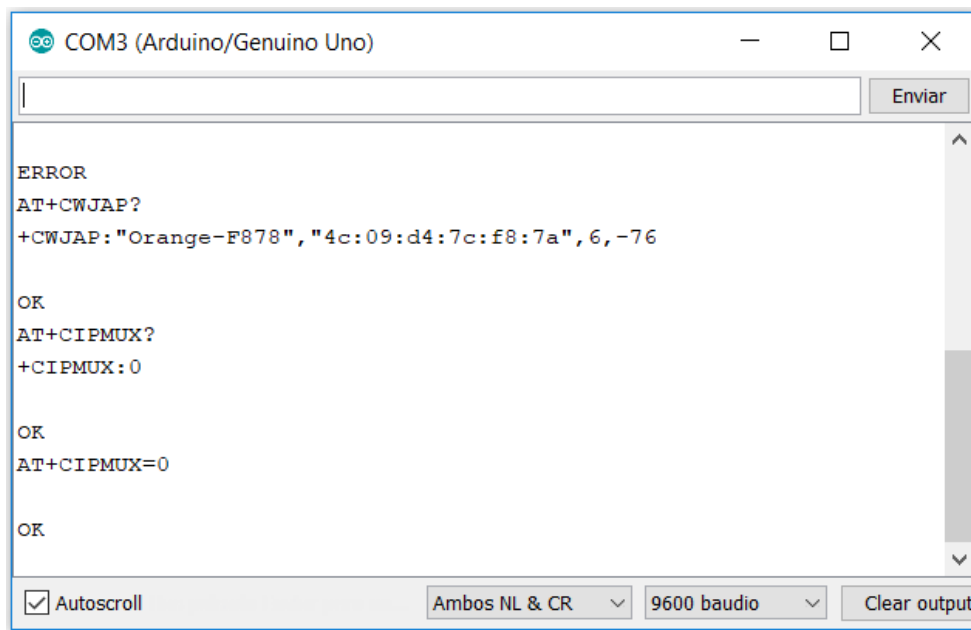 COM3 (Arduino/Genuino Uno)
Enviar
ERROR
AT+CWJAP?
+CWJAP:"Orange-F878","4c:09:d4:7c:f8:7a",6,-76
OK
AT+CIPMUX?
+CIPMUX:0
OK
AT+CIPMUX=0
OK
Autoscroll Ambos NL & CR 9600 baudio Clear output